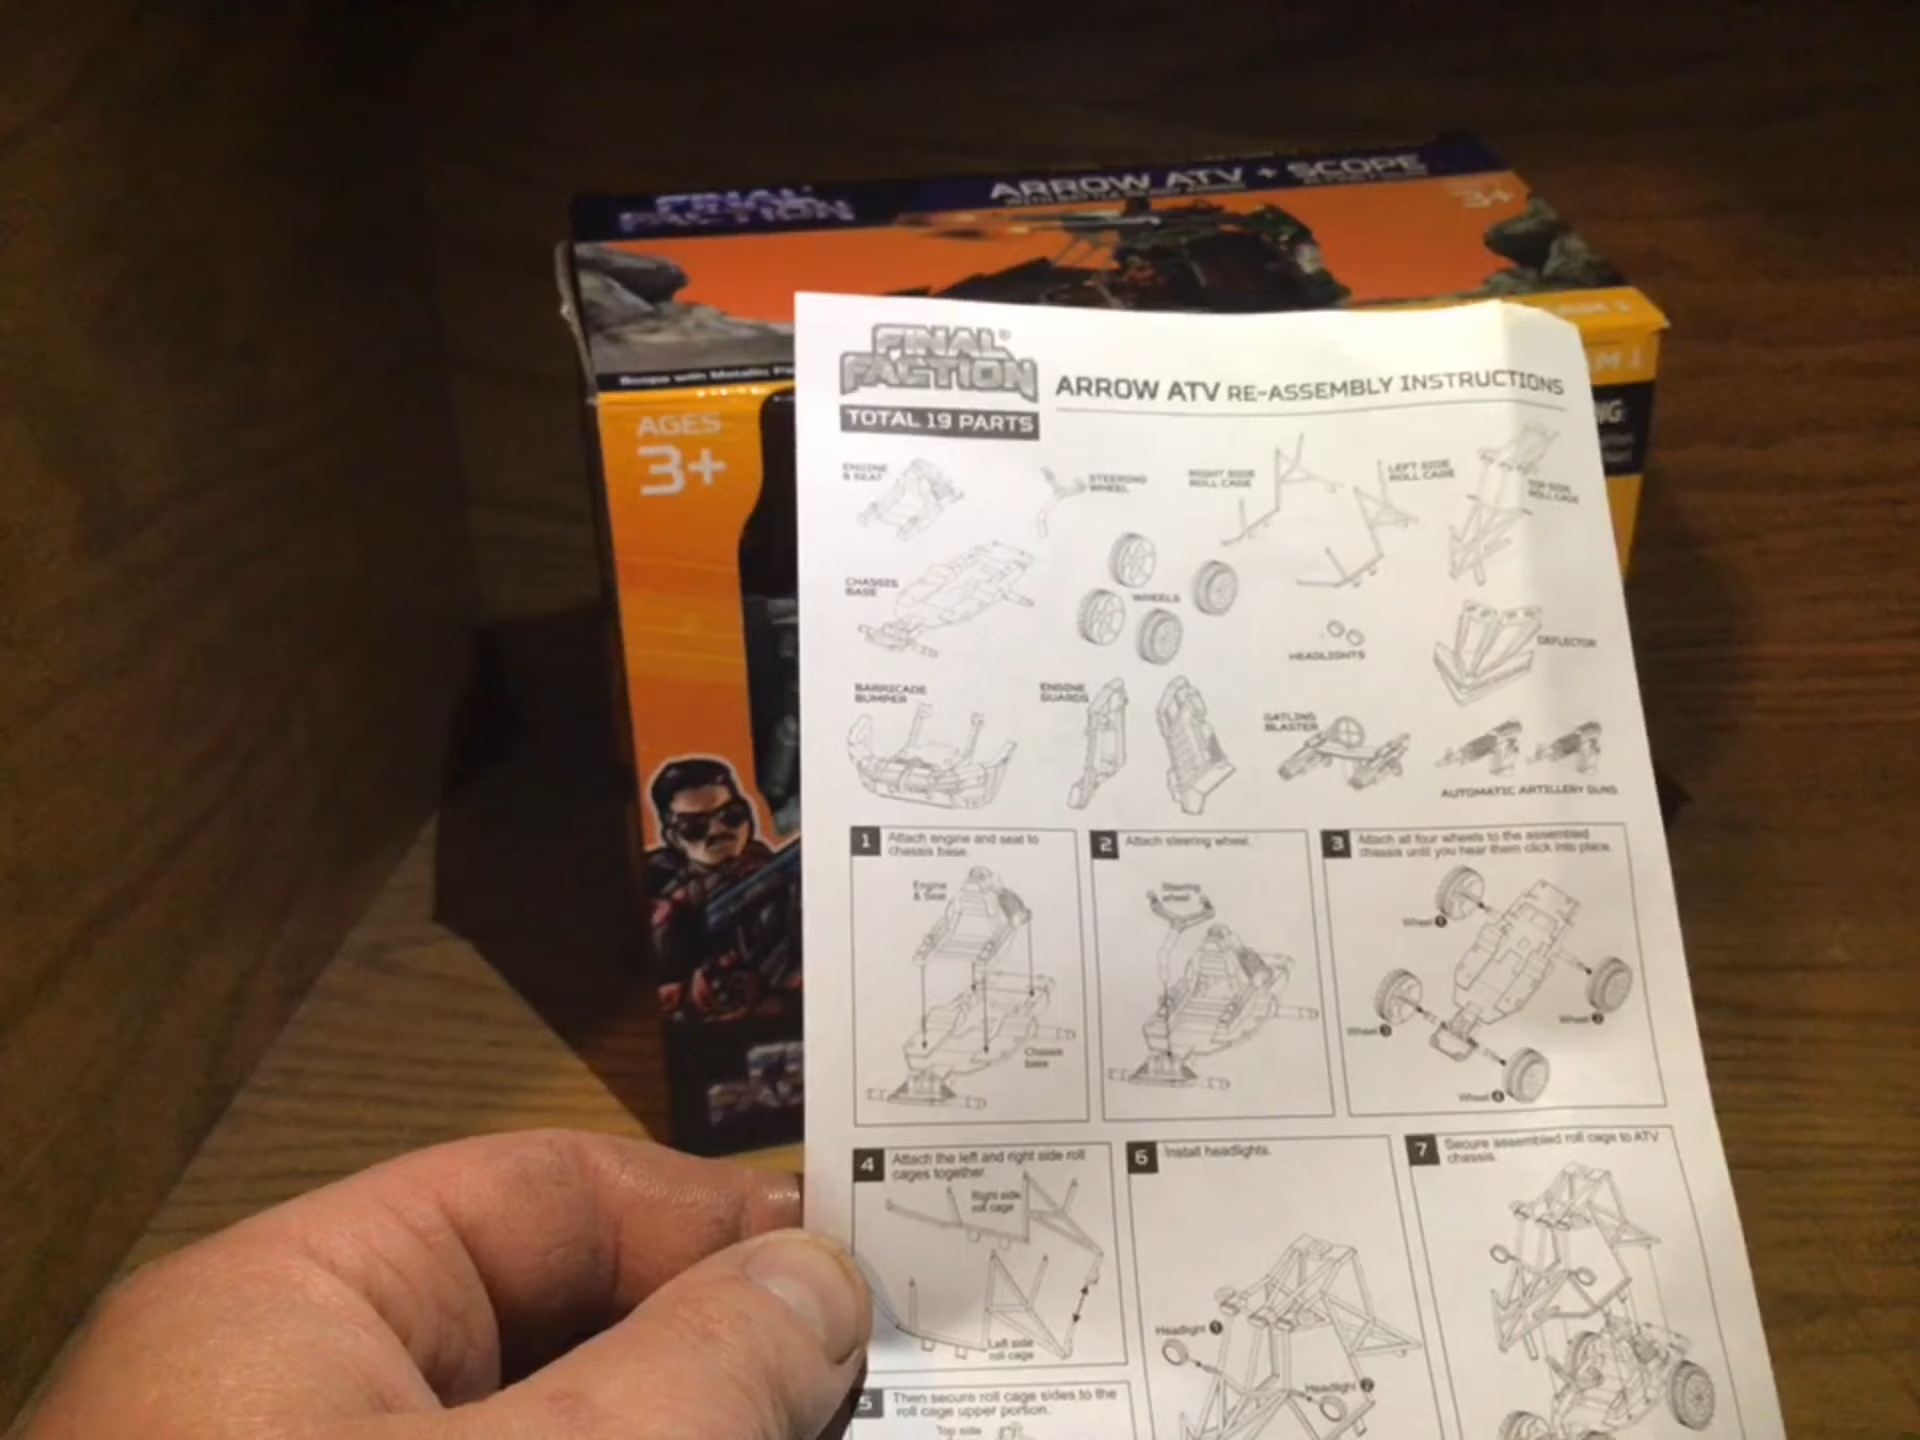 FINAL
FACTION
ARROW ATV + SCOPE
3+
AGES
3+
FINAL®
FACTION
TOTAL 19 PARTS
ARROW ATV RE-ASSEMBLY INSTRUCTIONS
ENGINE
& SEAT
STEERING
WHEEL
RIGHT SIDE
ROLL CAGE
LEFT SIDE
ROLL CAGE
TOP SIDE
ROLL CAGE
CHASSIS
BASE
WHEELS
HEADLIGHTS
DEFLECTOR
BARRICADE
BUMPER
ENGINE
GUARDS
GATLING
BLASTER
AUTOMATIC ARTILLERY GUNS
1 Attach engine and seat to
chassis base.
Engine
& Seat
Chassis
base
2 Attach steering wheel.
Steering
wheel
3 Attach all four wheels to the assembled
chassis until you hear them click into place.
Wheel 1
Wheel 2
Wheel 3
Wheel 4
4 Attach the left and right side roll
cages together.
Right side
roll cage
Left side
roll cage
5 Then secure roll cage sides to the
roll cage upper portion.
Top side
6 Install headlights.
Headlight 1
Headlight 2
7 Secure assembled roll cage to ATV
chassis.